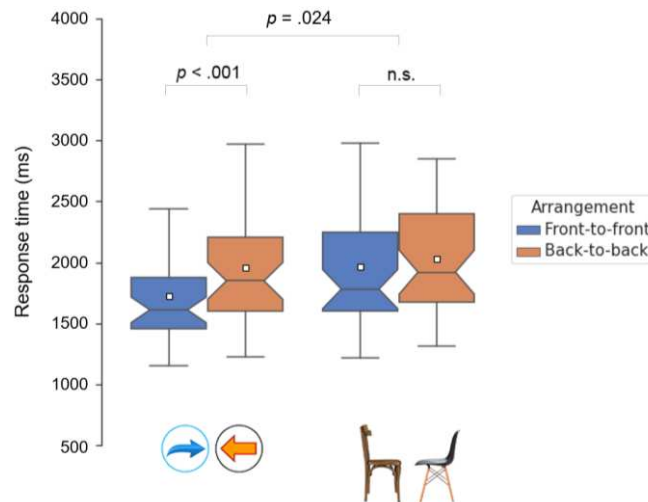 4000
p = .024
3500
p < .001
n.s.
3000
2500
2000
1500
1000
500
Response time (ms)
Arrangement
Front-to-front
Back-to-back